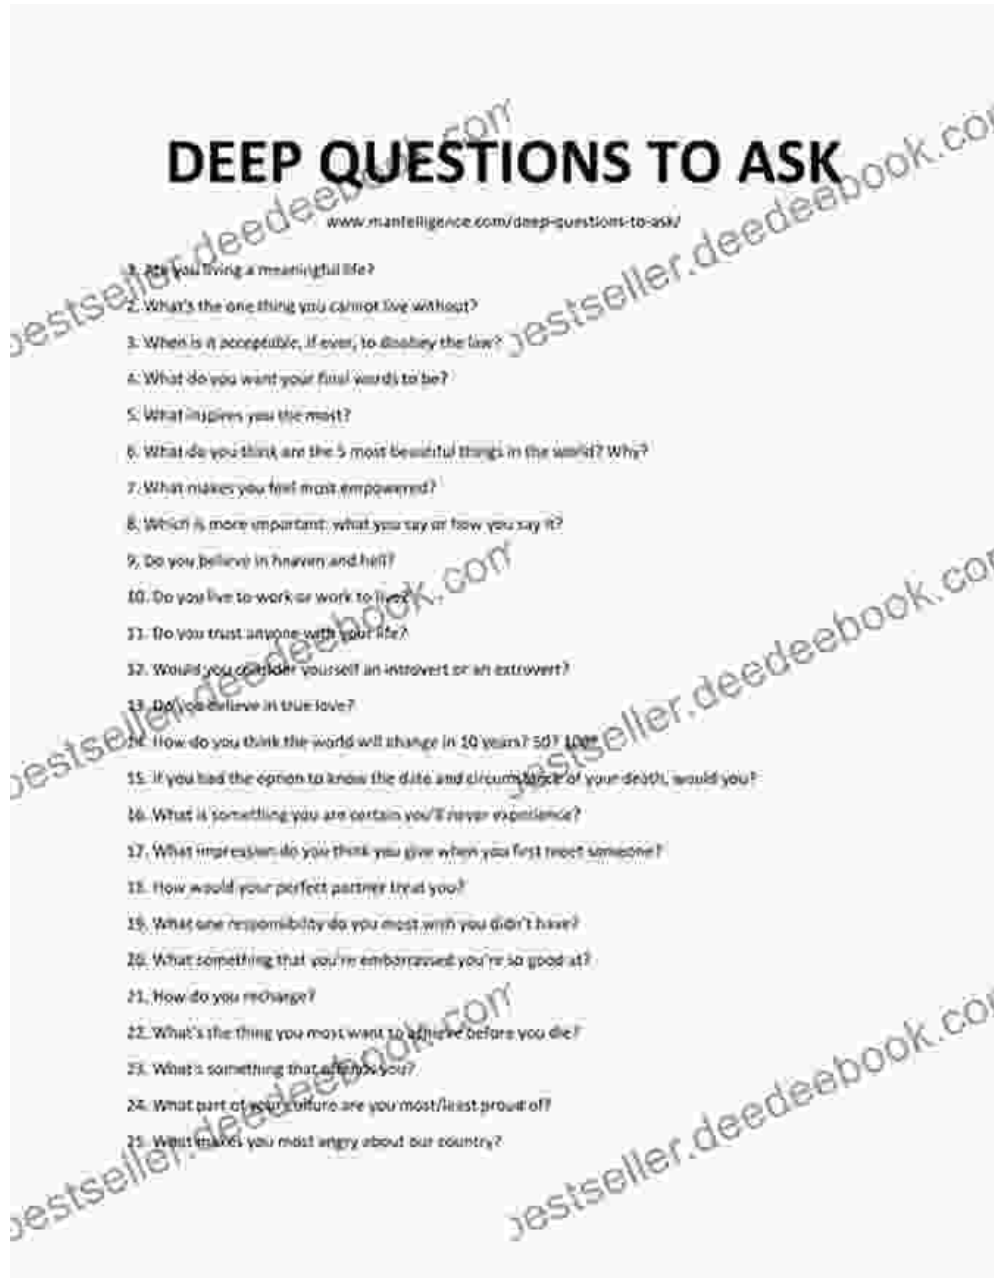 DEEP QUESTIONS TO ASK
www.mantelligence.com/deep-questions-to-ask/
1. Are you living a meaningful life?
2. What's the one thing you cannot live without?
3. When is it acceptable, if ever, to disobey the law?
4. What do you want your final words to be?
5. What inspires you the most?
6. What do you think are the 5 most beautiful things in the world? Why?
7. What makes you feel most empowered?
8. Which is more important: what you say or how you say it?
9. Do you believe in heaven and hell?
10. Do you live to work or work to live?
11. Do you trust anyone with your life?
12. Would you consider yourself an introvert or an extrovert?
13. Do you believe in true love?
14. How do you think the world will change in 10 years? 50? 100?
15. If you had the option to know the date and circumstance of your death, would you?
16. What is something you are certain you'll never experience?
17. What impression do you think you give when you first meet someone?
18. How would your perfect partner treat you?
19. What one responsibility do you most wish you didn't have?
20. What something that you're embarrassed you're so good at?
21. How do you recharge?
22. What's the thing you most want to achieve before you die?
23. What's something that offends you?
24. What part of your culture are you most/least proud of?
25. What makes you most angry about our country?
bestseller.deedeebook.com
bestseller.deedeebook.com
bestseller.deedeebook.com
bestseller.deedeebook.com
bestseller.deedeebook.com
bestseller.deedeebook.com